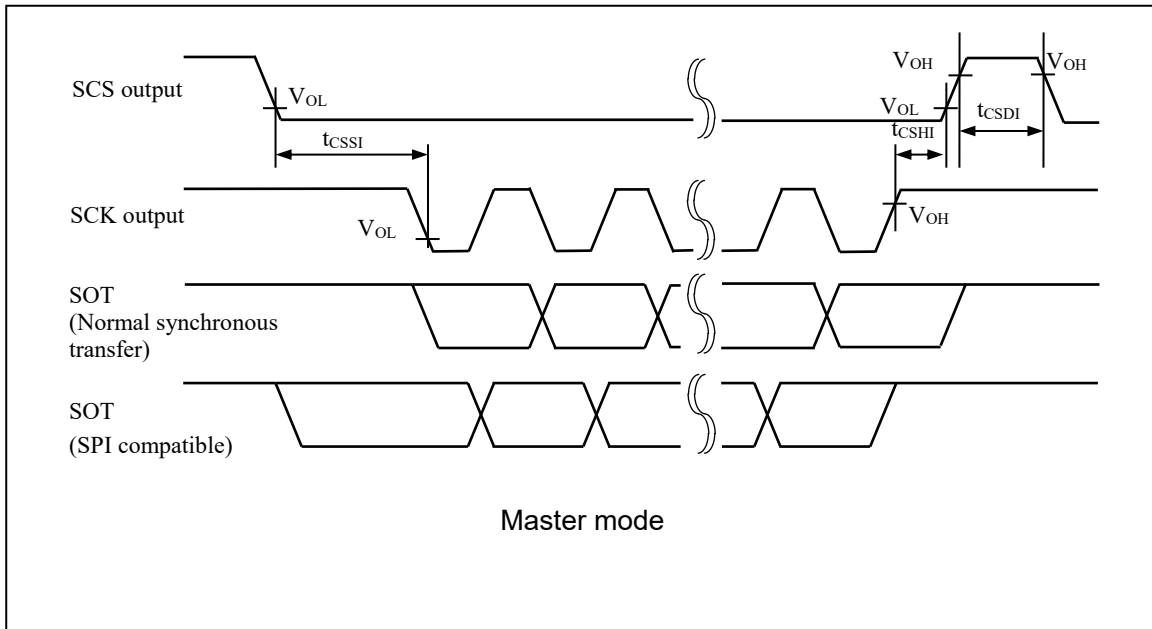 SCS output
VOL
VOH
VOH
VOL
tCSSI
tCSHI
tCSDI
SCK output
VOL
VOH
SOT
(Normal synchronous
transfer)
SOT
(SPI compatible)
Master mode